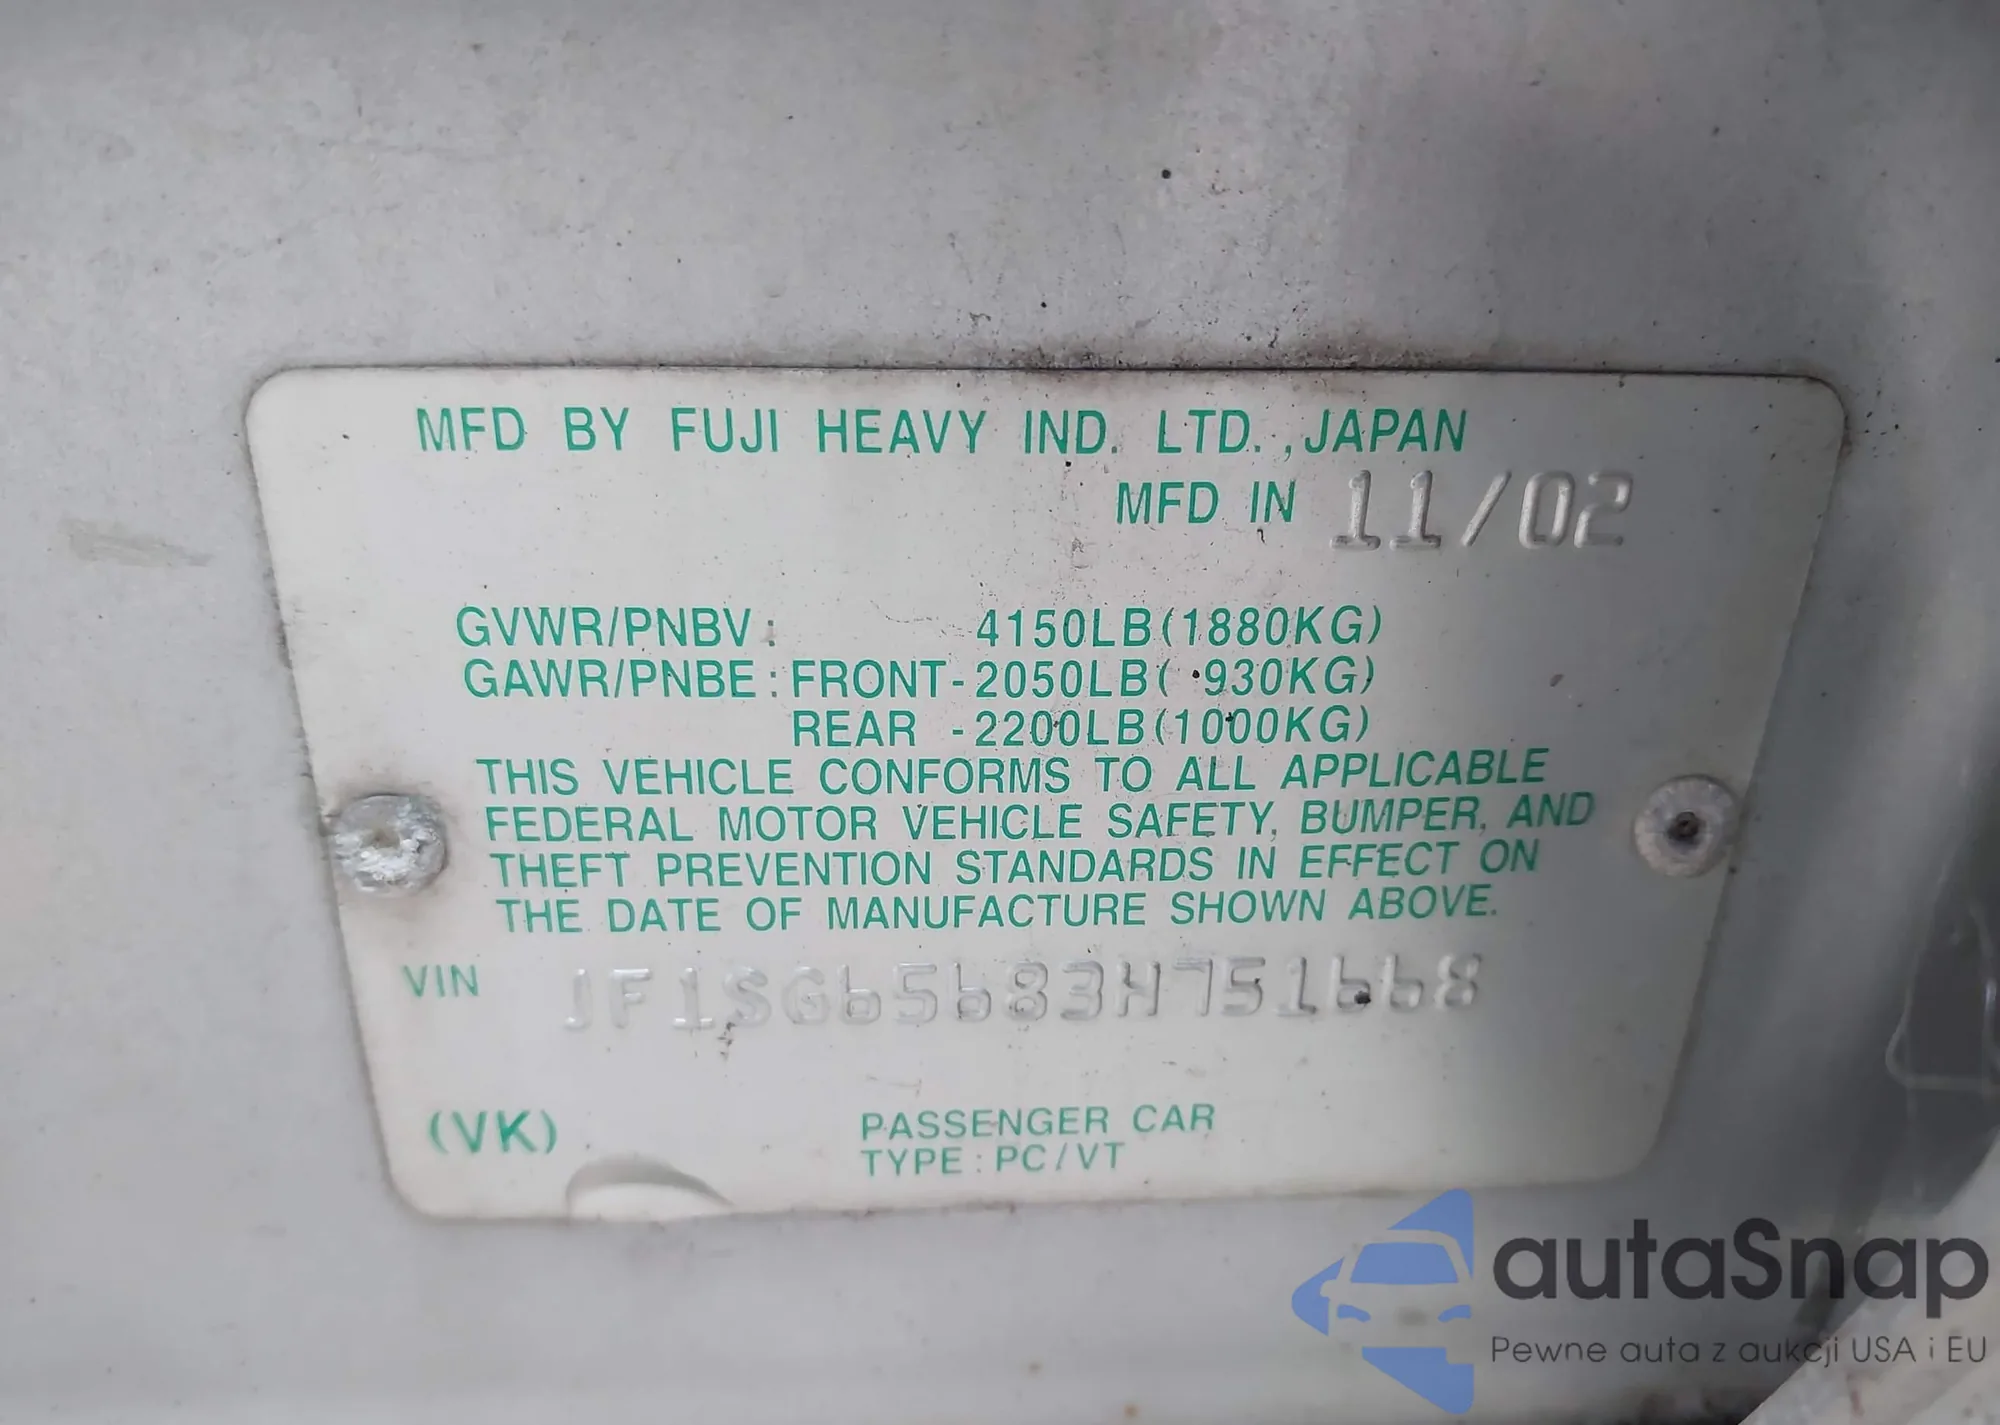 MFD BY FUJI HEAVY IND. LTD.,JAPAN
MFD IN 11/02
GVWR/PNBV: 4150LB(1880KG)
GAWR/PNBE:FRONT-2050LB( 930KG)
REAR -2200LB(1000KG)
THIS VEHICLE CONFORMS TO ALL APPLICABLE
FEDERAL MOTOR VEHICLE SAFETY, BUMPER, AND
THEFT PREVENTION STANDARDS IN EFFECT ON
THE DATE OF MANUFACTURE SHOWN ABOVE.
VIN JF1SG65683H751668
(VK) PASSENGER CAR
TYPE:PC/VT
autaSnap
Pewne auta z aukcji USA i EU